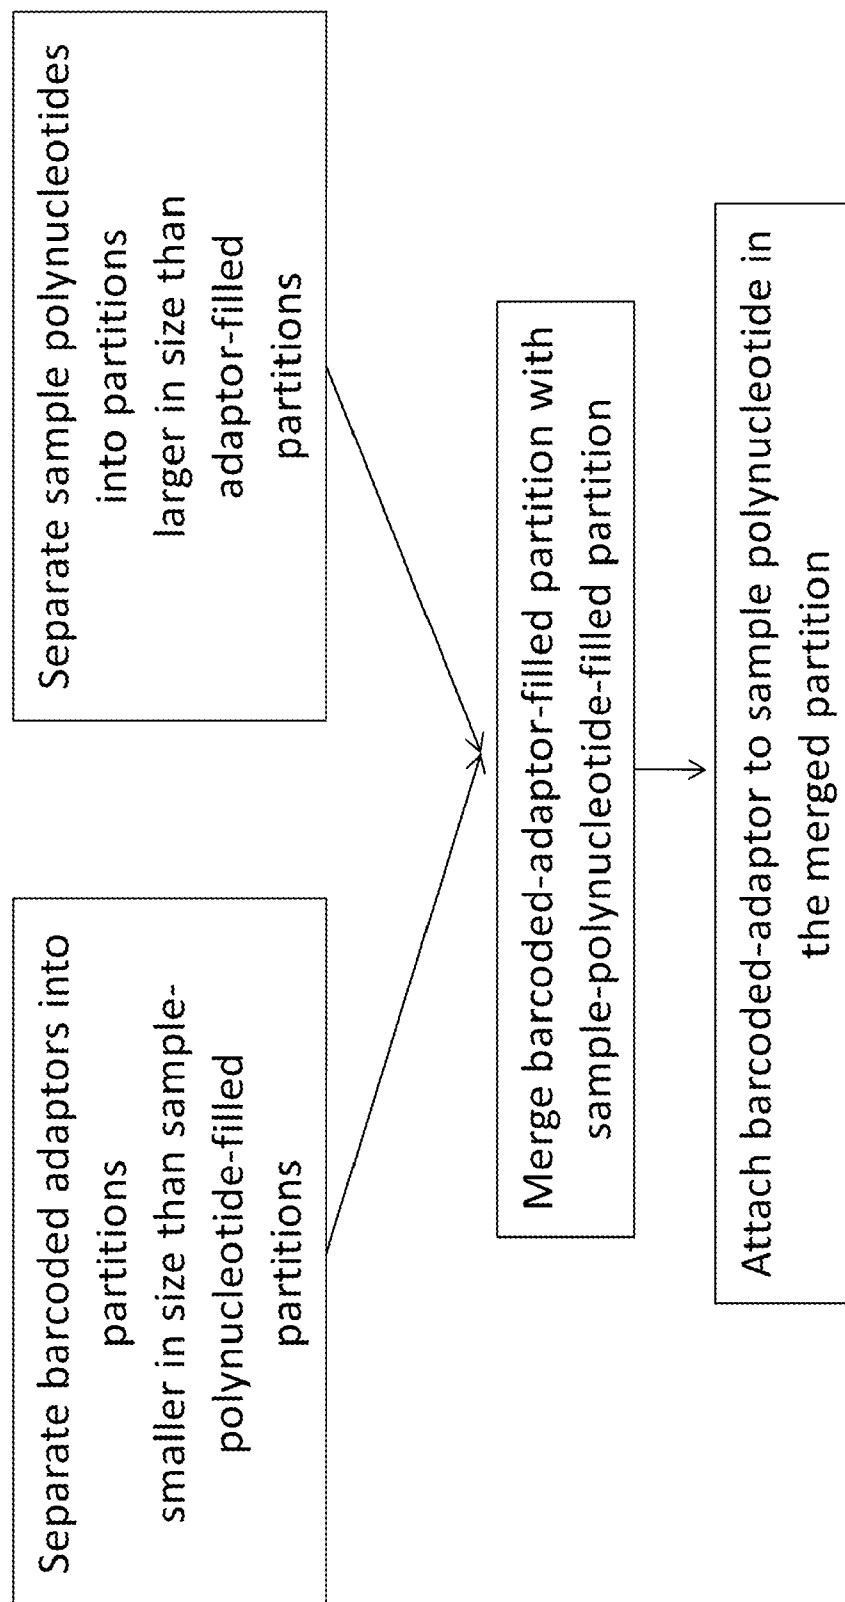 Separate barcoded adaptors into
partitions
smaller in size than sample-
polynucleotide-filled
partitions
Separate sample polynucleotides
into partitions
larger in size than
adaptor-filled
partitions
Merge barcoded-adaptor-filled partition with
sample-polynucleotide-filled partition
Attach barcoded-adaptor to sample polynucleotide in
the merged partition